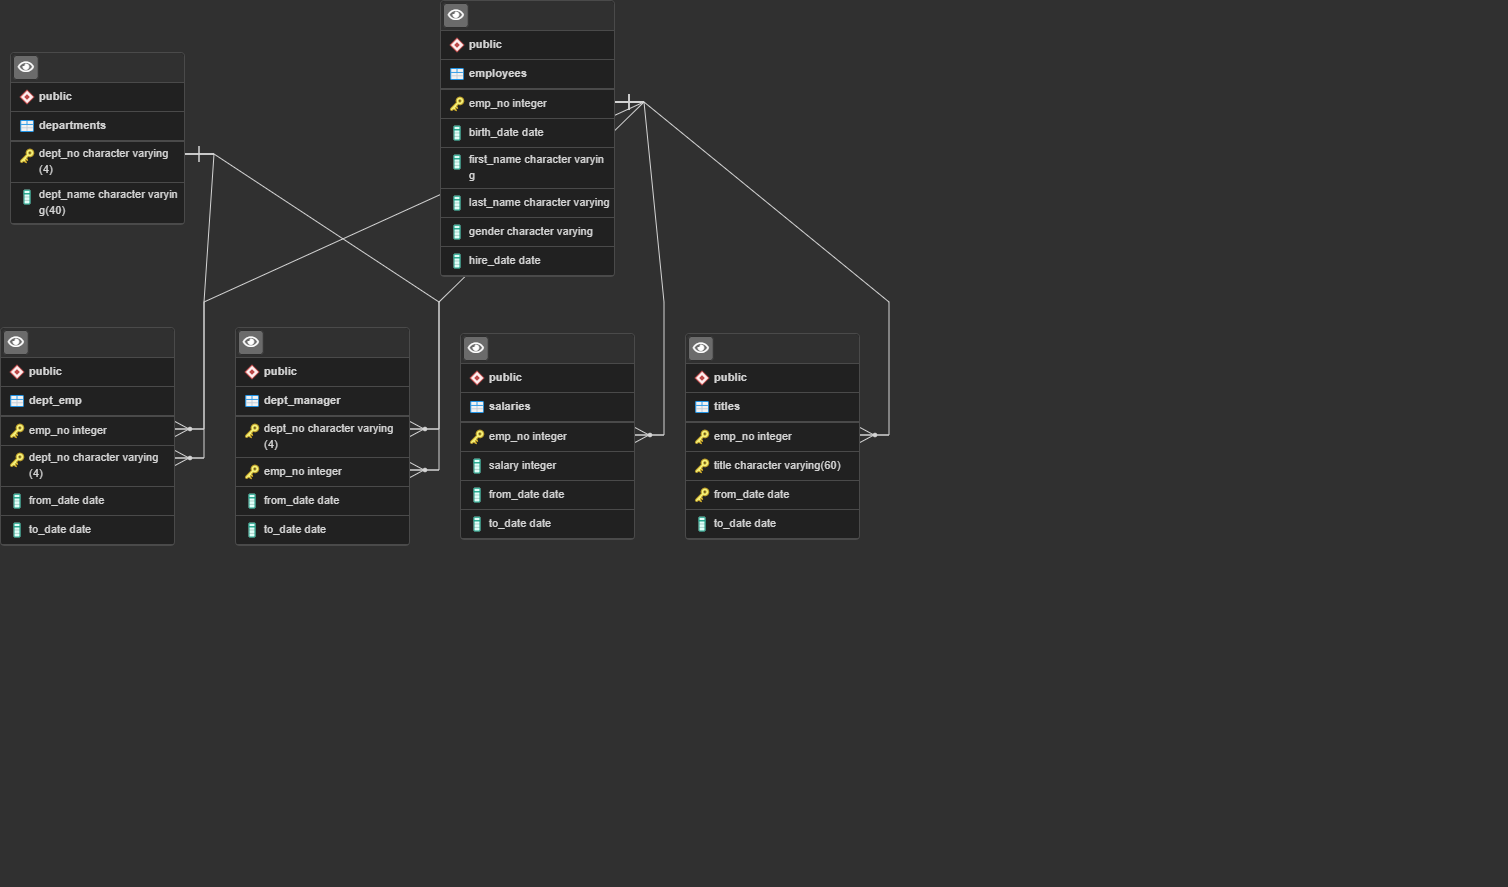 public
departments
dept_no character varying
(4)
dept_name character varyin
g(40)
public
employees
emp_no integer
birth_date date
first_name character varyin
g
last_name character varying
gender character varying
hire_date date
public
dept_emp
emp_no integer
dept_no character varying
(4)
from_date date
to_date date
public
dept_manager
dept_no character varying
(4)
emp_no integer
from_date date
to_date date
public
salaries
emp_no integer
salary integer
from_date date
to_date date
public
titles
emp_no integer
title character varying(60)
from_date date
to_date date